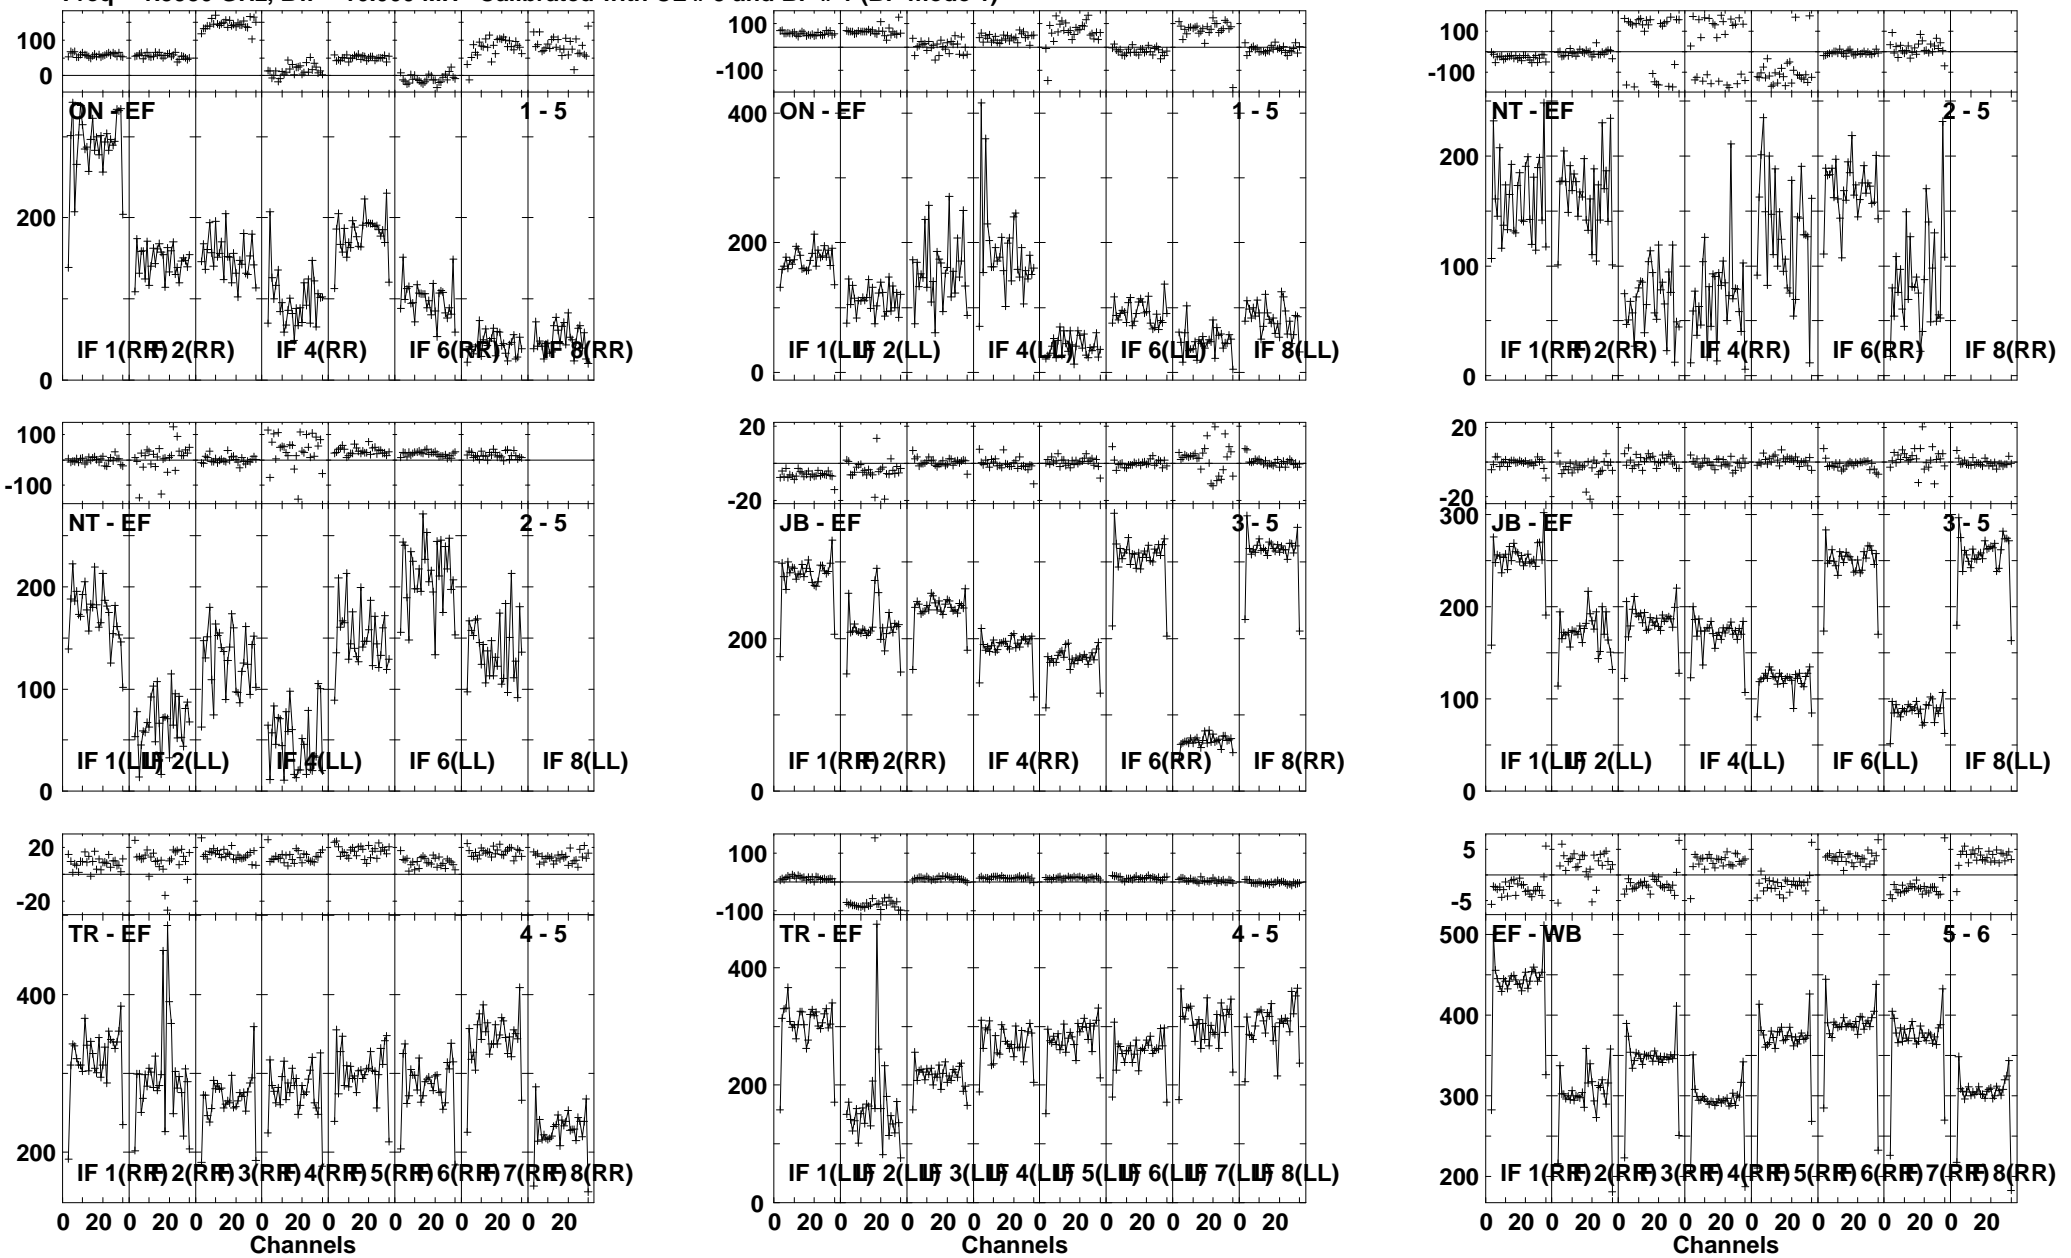 100
0
ON - EF 1 - 5
200
0
IF 1(RR) IF 2(RR) IF 4(RR) IF 6(RR) IF 8(RR)
100
-100
ON - EF 1 - 5
400
200
0
IF 1(LL) IF 2(LL) IF 4(LL) IF 6(LL) IF 8(LL)
100
-100
NT - EF 2 - 5
200
100
0
IF 1(RR) IF 2(RR) IF 4(RR) IF 6(RR) IF 8(RR)
100
-100
NT - EF 2 - 5
200
100
0
IF 1(LL) IF 2(LL) IF 4(LL) IF 6(LL) IF 8(LL)
20
-20
JB - EF 3 - 5
200
0
IF 1(RR) IF 2(RR) IF 4(RR) IF 6(RR) IF 8(RR)
20
-20
JB - EF 3 - 5
300
200
100
0
IF 1(LL) IF 2(LL) IF 4(LL) IF 6(LL) IF 8(LL)
20
-20
TR - EF 4 - 5
400
200
IF 1(RR) IF 2(RR) IF 3(RR) IF 4(RR) IF 5(RR) IF 6(RR) IF 7(RR) IF 8(RR)
0 20 0 20 0 20 0 20 0 20 0 20 0 20 0 20
Channels
100
-100
TR - EF 4 - 5
400
200
0
IF 1(LL) IF 2(LL) IF 3(LL) IF 4(LL) IF 5(LL) IF 6(LL) IF 7(LL) IF 8(LL)
0 20 0 20 0 20 0 20 0 20 0 20 0 20 0 20
Channels
5
-5
EF - WB 5 - 6
500
400
300
200
IF 1(RR) IF 2(RR) IF 3(RR) IF 4(RR) IF 5(RR) IF 6(RR) IF 7(RR) IF 8(RR)
0 20 0 20 0 20 0 20 0 20 0 20 0 20 0 20
Channels